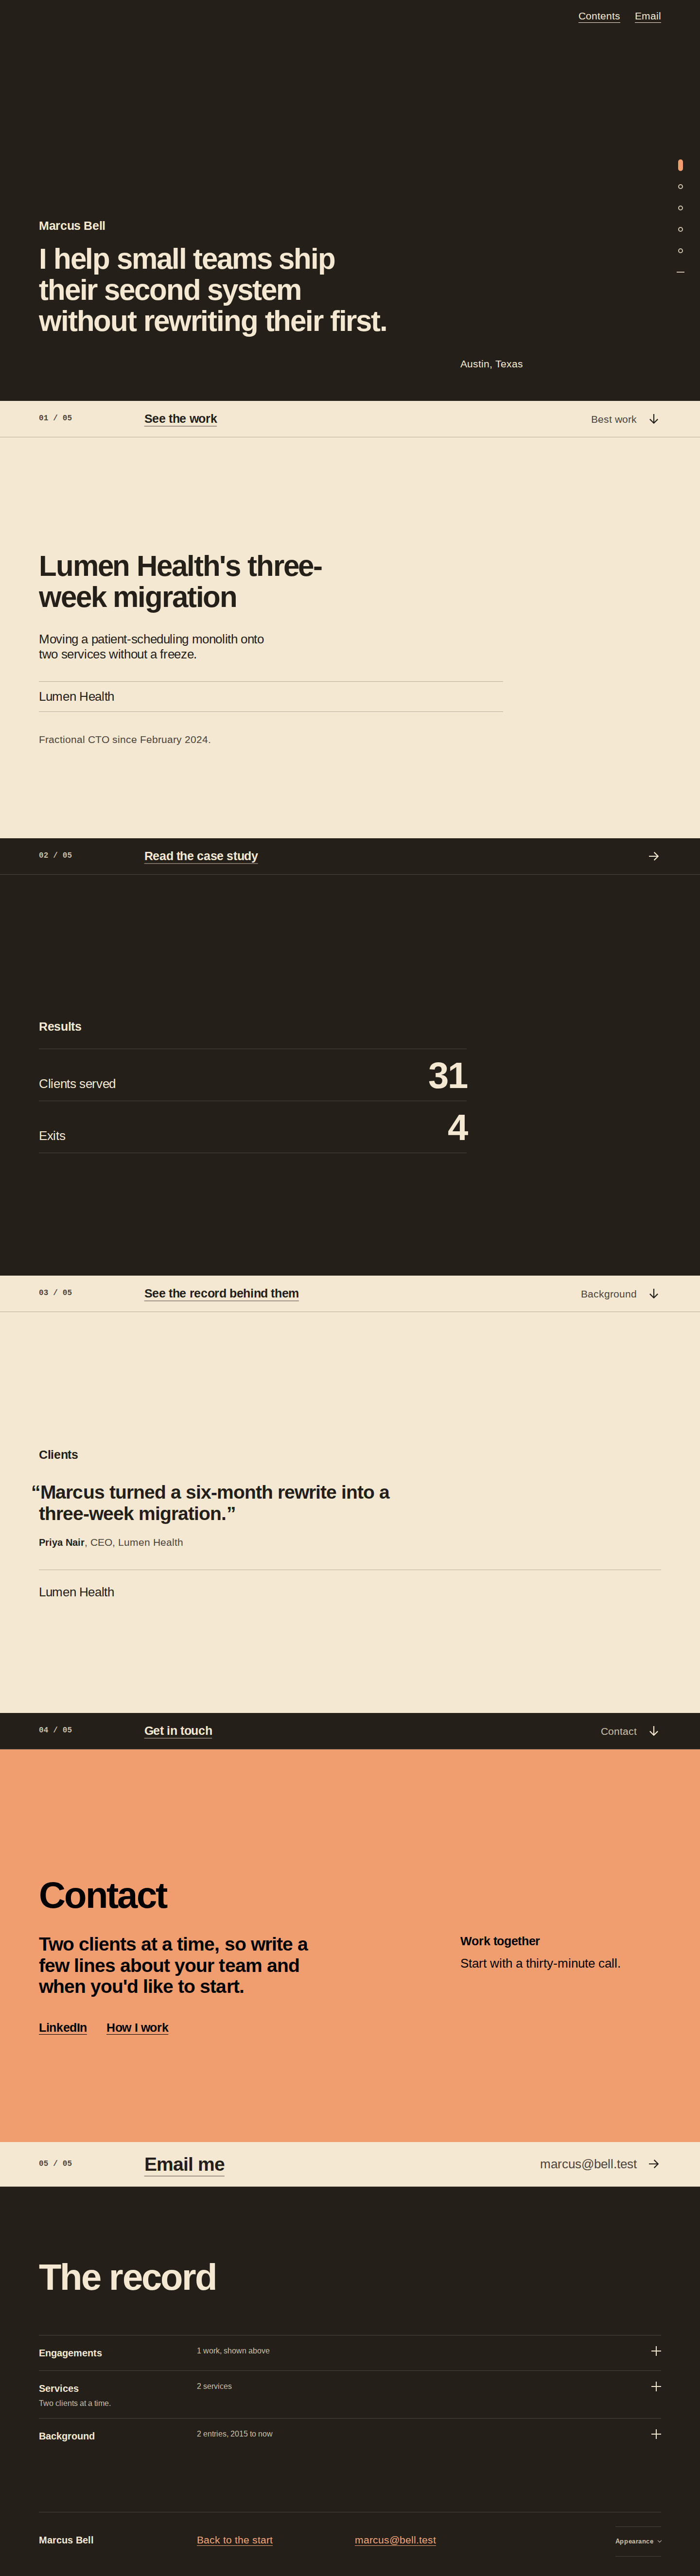 Contents Email
Marcus Bell
I help small teams ship
their second system
without rewriting their first.
Austin, Texas
01 / 05 See the work Best work
Lumen Health's three-
week migration
Moving a patient-scheduling monolith onto
two services without a freeze.
Lumen Health
Fractional CTO since February 2024.
02 / 05 Read the case study
Results
Clients served 31
Exits 4
03 / 05 See the record behind them Background
Clients
“Marcus turned a six-month rewrite into a
three-week migration.”
Priya Nair, CEO, Lumen Health
Lumen Health
04 / 05 Get in touch Contact
Contact
Two clients at a time, so write a
few lines about your team and
when you'd like to start.
LinkedIn How I work
Work together
Start with a thirty-minute call.
05 / 05 Email me marcus@bell.test
The record
Engagements 1 work, shown above
Services 2 services
Two clients at a time.
Background 2 entries, 2015 to now
Marcus Bell Back to the start marcus@bell.test Appearance